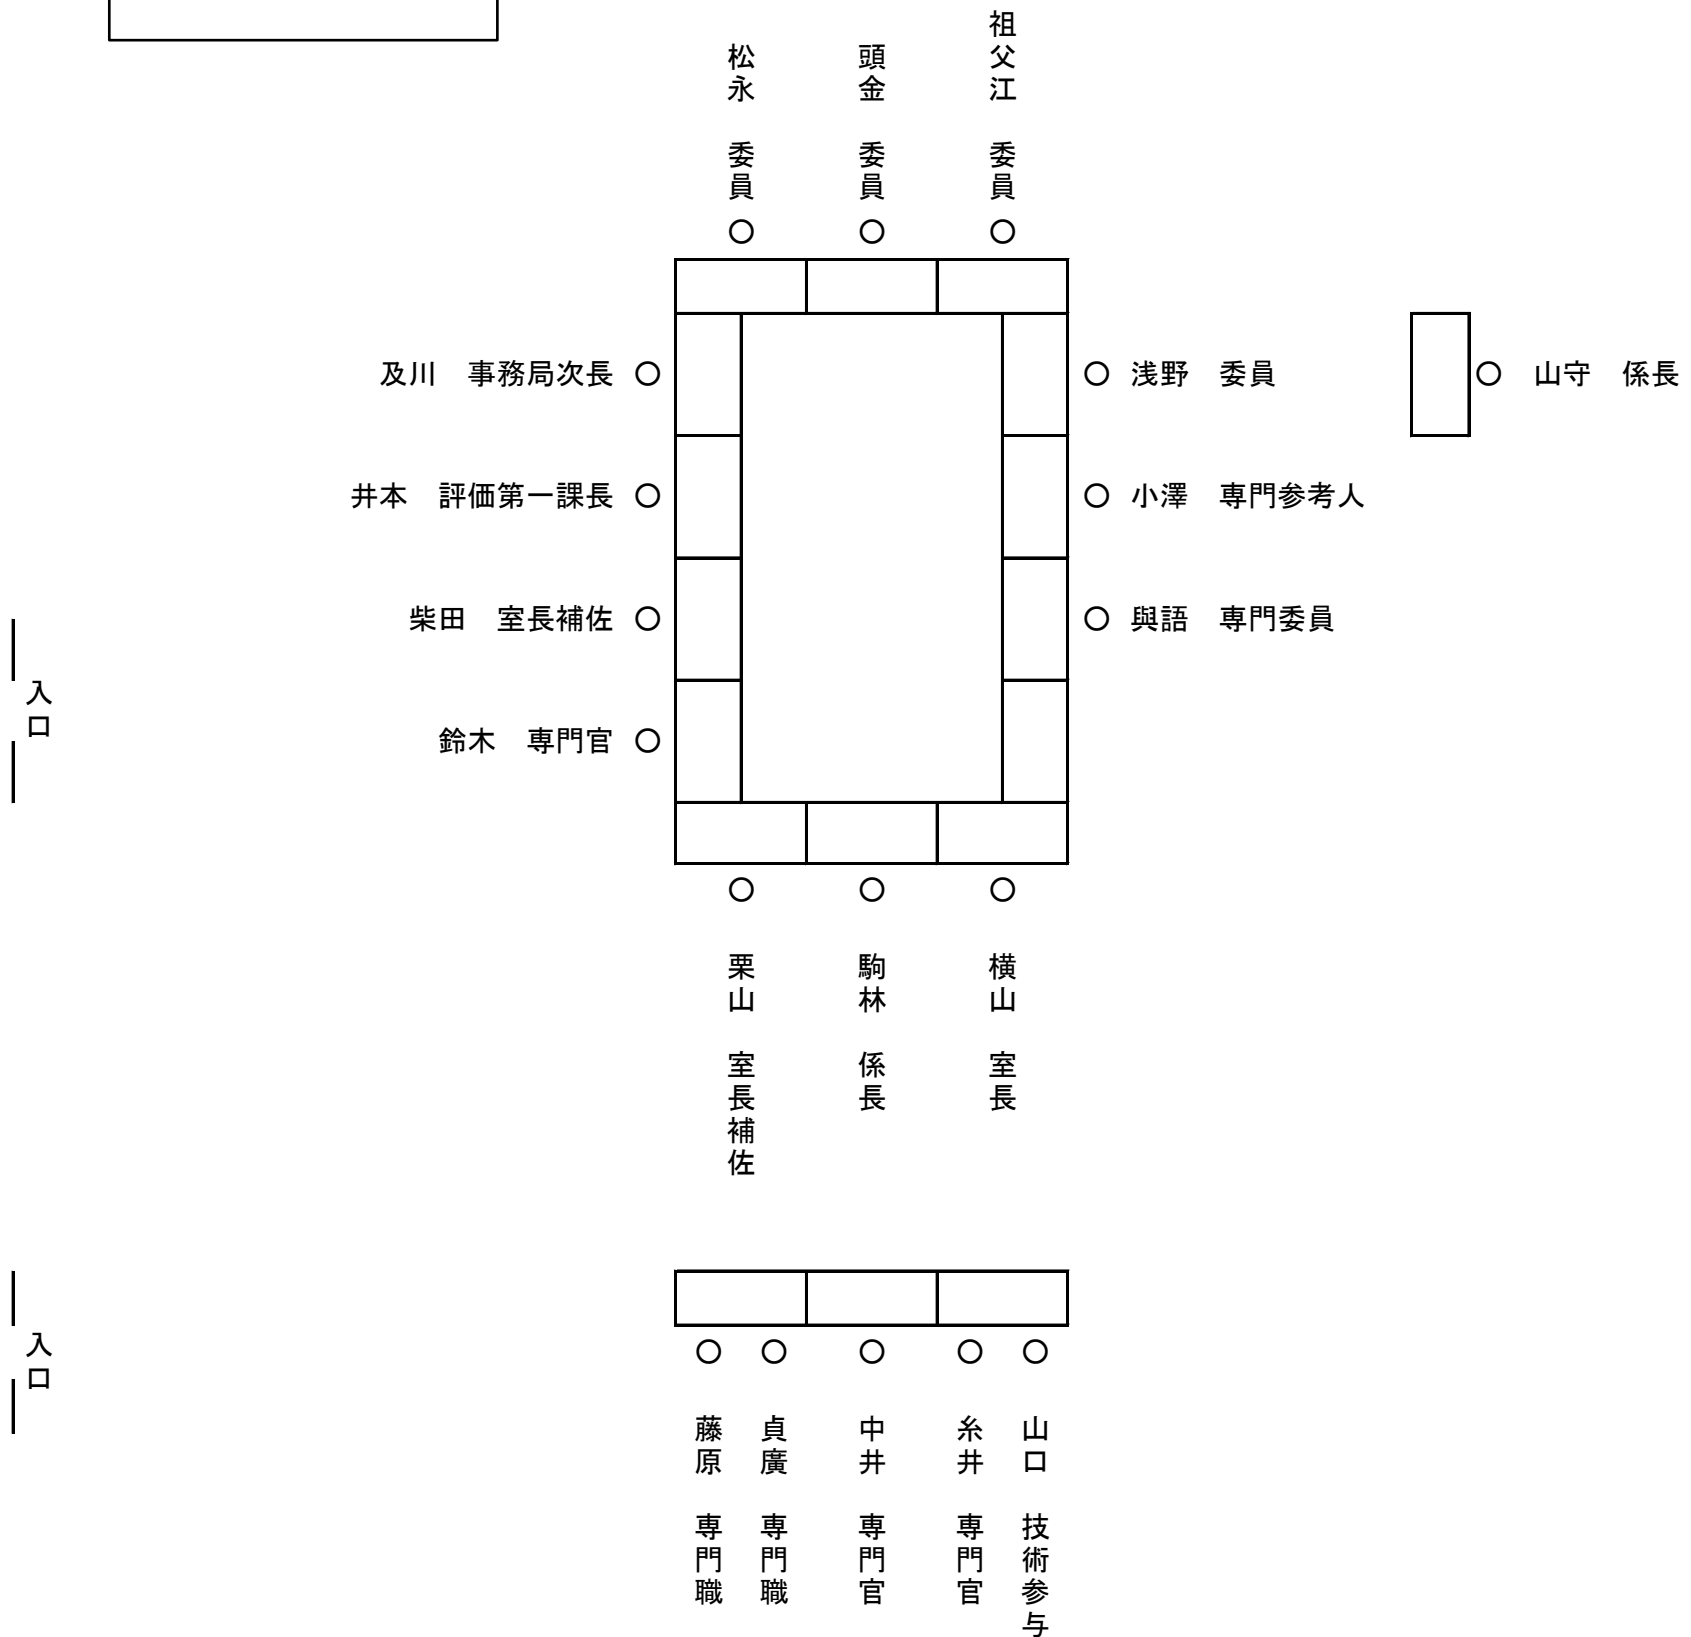 松永　委員
頭金　委員
祖父江　委員
及川　事務局次長
浅野　委員
山守　係長
井本　評価第一課長
小澤　専門参考人
柴田　室長補佐
與語　専門委員
入口
鈴木　専門官
栗山　室長補佐
駒林　係長
横山　室長
入口
藤原　専門職
貞廣　専門職
中井　専門官
糸井　専門官
山口　技術参与